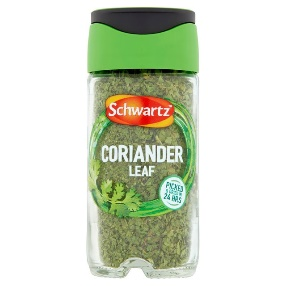 Schwartz
CORIANDER
LEAF
PICKED
24 HRS